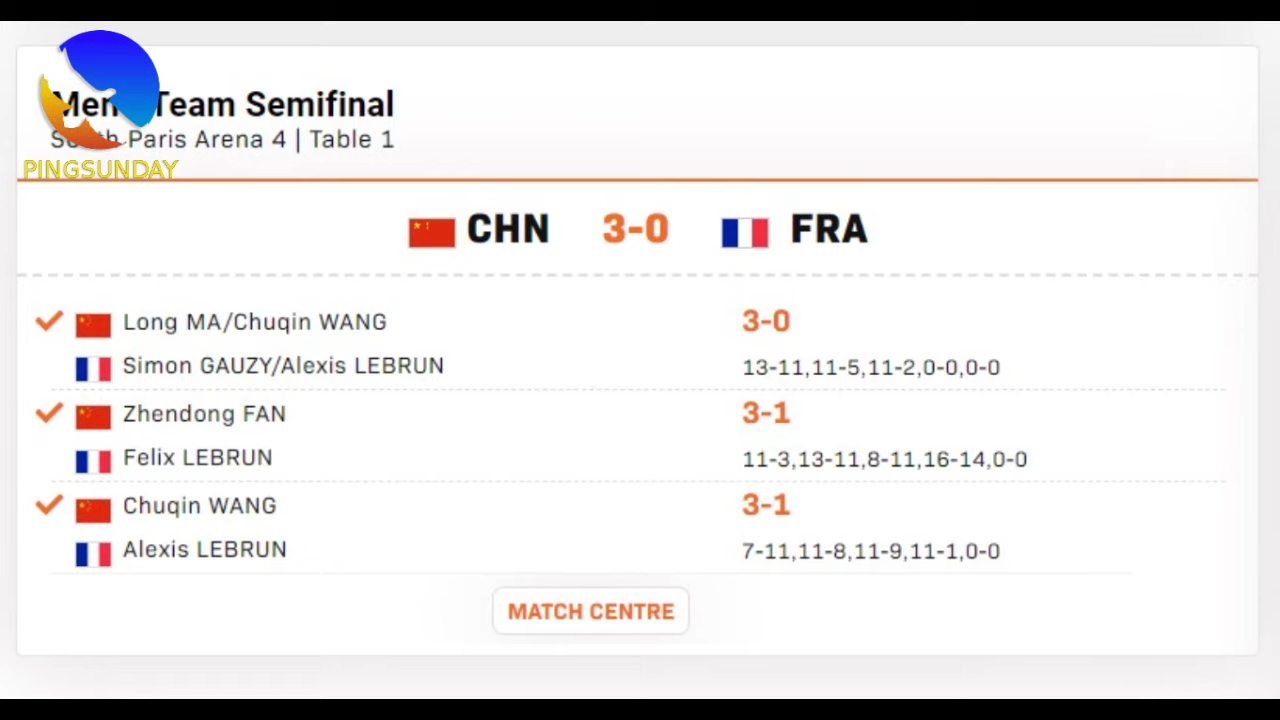 PINGSUNDAY
Men's Team Semifinal
South Paris Arena 4 | Table 1
CHN 3-0 FRA
Long MA/Chuqin WANG 3-0
Simon GAUZY/Alexis LEBRUN 13-11,11-5,11-2,0-0,0-0
Zhendong FAN 3-1
Felix LEBRUN 11-3,13-11,8-11,16-14,0-0
Chuqin WANG 3-1
Alexis LEBRUN 7-11,11-8,11-9,11-1,0-0
MATCH CENTRE